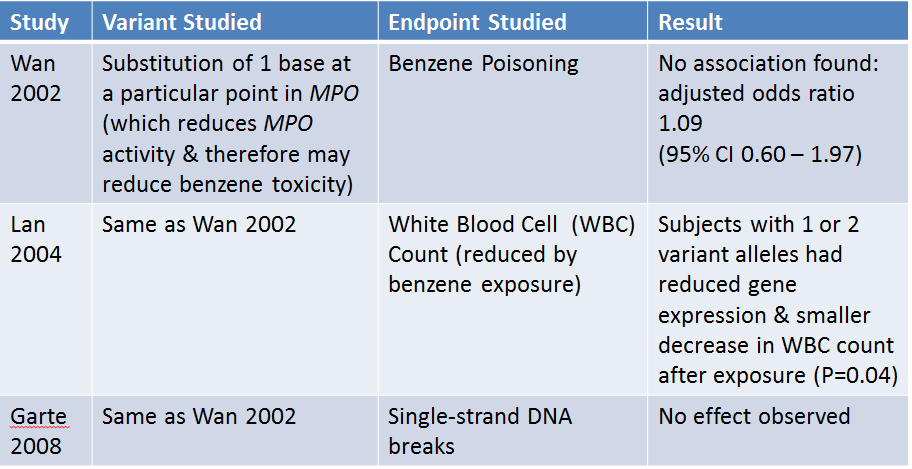 Study Variant Studied Endpoint Studied Result
Wan
2002
Substitution of 1 base at
a particular point in MPO
(which reduces MPO
activity & therefore may
reduce benzene toxicity)
Benzene Poisoning
No association found:
adjusted odds ratio
1.09
(95% CI 0.60 – 1.97)
Lan
2004
Same as Wan 2002
White Blood Cell (WBC)
Count (reduced by
benzene exposure)
Subjects with 1 or 2
variant alleles had
reduced gene
expression & smaller
decrease in WBC count
after exposure (P=0.04)
Garte
2008
Same as Wan 2002
Single-strand DNA
breaks
No effect observed